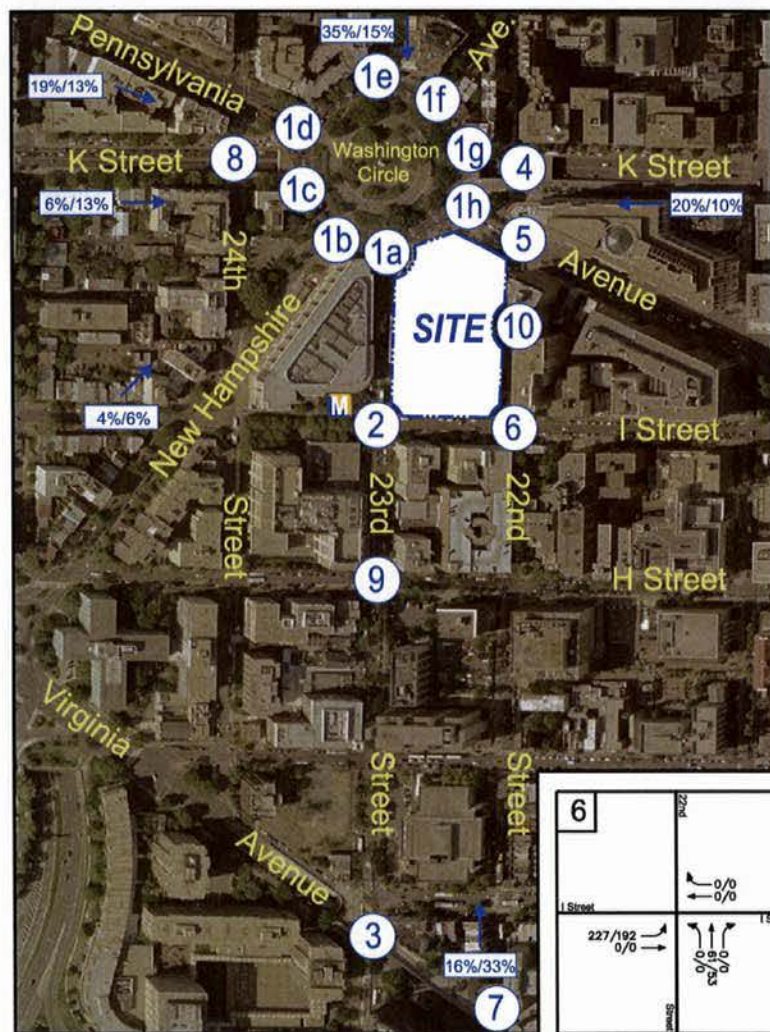 Pennsylvania
35%/15%
Ave.
1e
19%/13%
1f
1d
K Street
8
Washington
Circle
1g
4
K Street
1c
6%/13%
1h
20%/10%
1b
1a
5
Avenue
24th
SITE
10
New Hampshire
4%/6%
M
2
6
I Street
Street
23rd
22nd
9
H Street
Virginia
Street
Street
Avenue
3
16%/33%
7
6
22nd
0/0
0/0
I Street
I S
227/192
0/0
0/0
61/53
0/0
Street